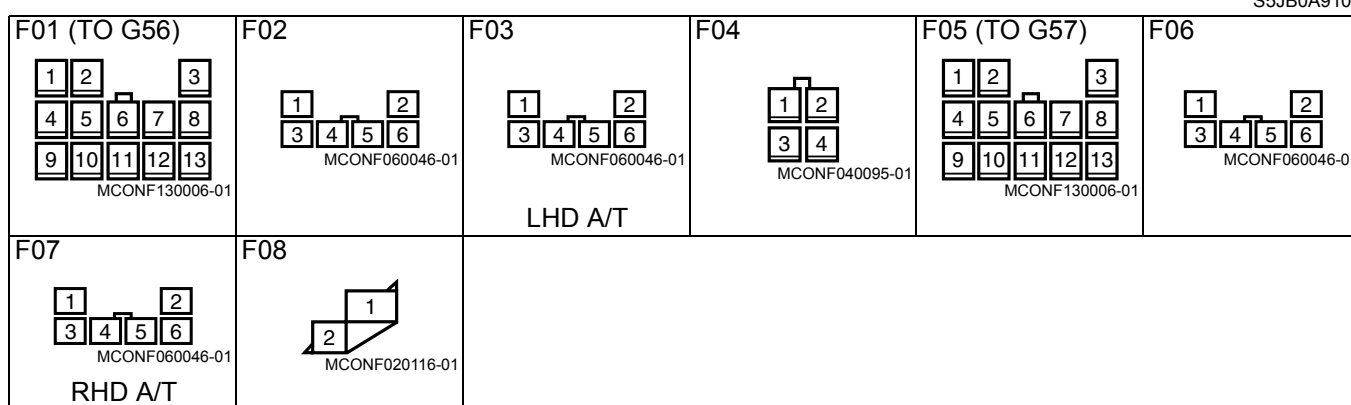 S5JB0A910
F01 (TO G56) F02 F03 F04 F05 (TO G57) F06
1 2 3
4 5 6 7 8
9 10 11 12 13
MCONF130006-01
1 2
3 4 5 6
MCONF060046-01
1 2
3 4 5 6
MCONF060046-01
LHD A/T
1 2
3 4
MCONF040095-01
1 2 3
4 5 6 7 8
9 10 11 12 13
MCONF130006-01
1 2
3 4 5 6
MCONF060046-0
F07 F08
1 2
3 4 5 6
MCONF060046-01
RHD A/T
1
2
MCONF020116-01